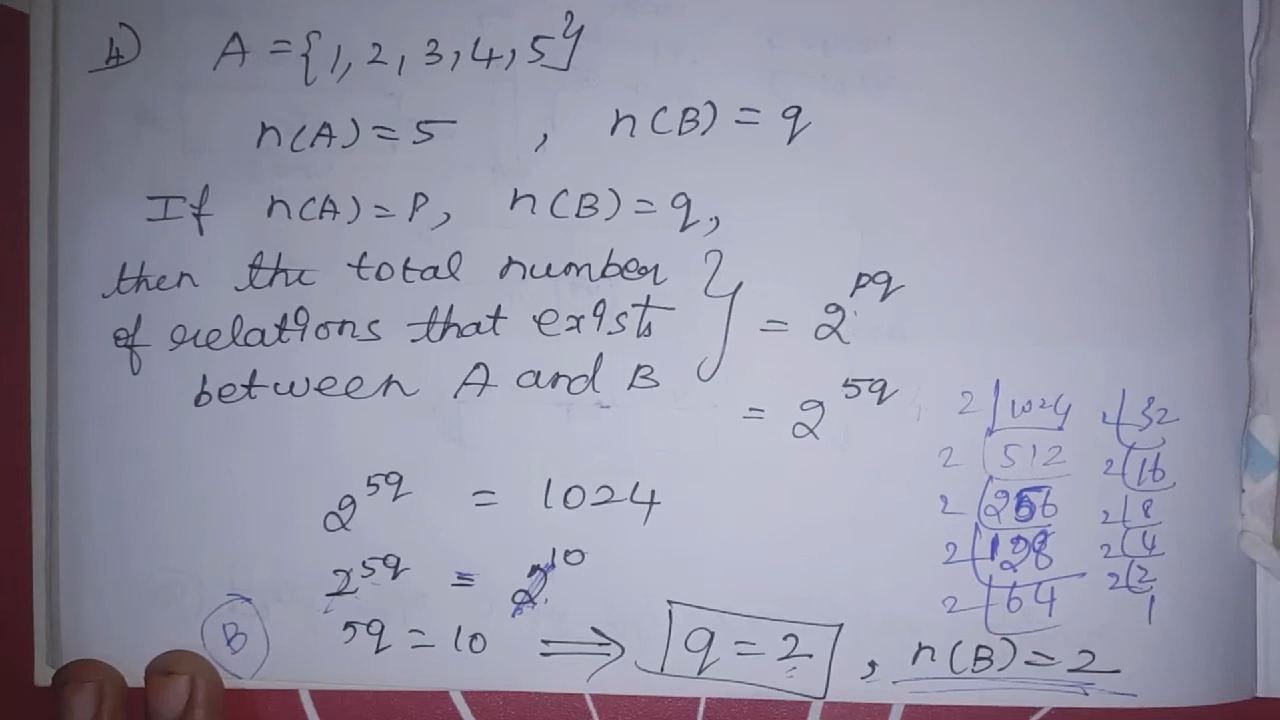 4) A = {1, 2, 3, 4, 5}
n(A) = 5 , n(B) = q
If n(A) = P, n(B) = q,
then the total number
of relations that exists
between A and B
} = 2^pq
= 2^5q
2^5q = 1024
2^5q = 2^10
B 5q = 10 ⟹ q = 2 , n(B) = 2
2 1024
2 512
2 256
2 128
2 64
2 32
2 16
2 8
2 4
2 2
1